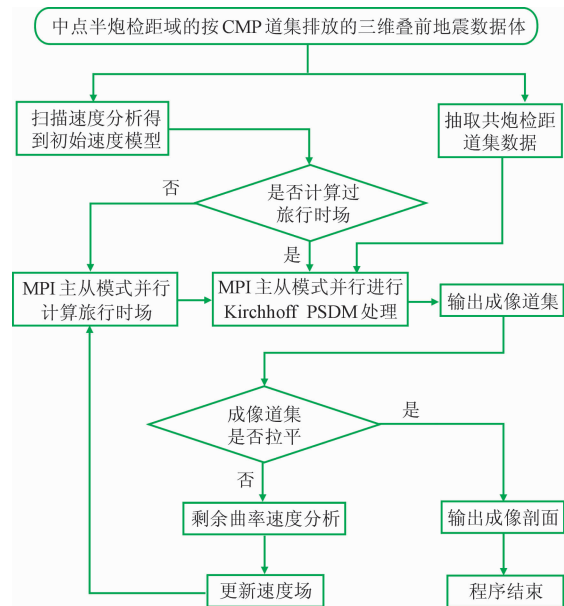 中点半炮检距域的按CMP道集排放的三维叠前地震数据体
扫描速度分析得
到初始速度模型
抽取共炮检距
道集数据
否
是否计算过
旅行时场
是
MPI主从模式并行
计算旅行时场
MPI主从模式并行进行
Kirchhoff PSDM处理
输出成像道集
成像道集
是否拉平
是
否
剩余曲率速度分析
输出成像剖面
更新速度场
程序结束